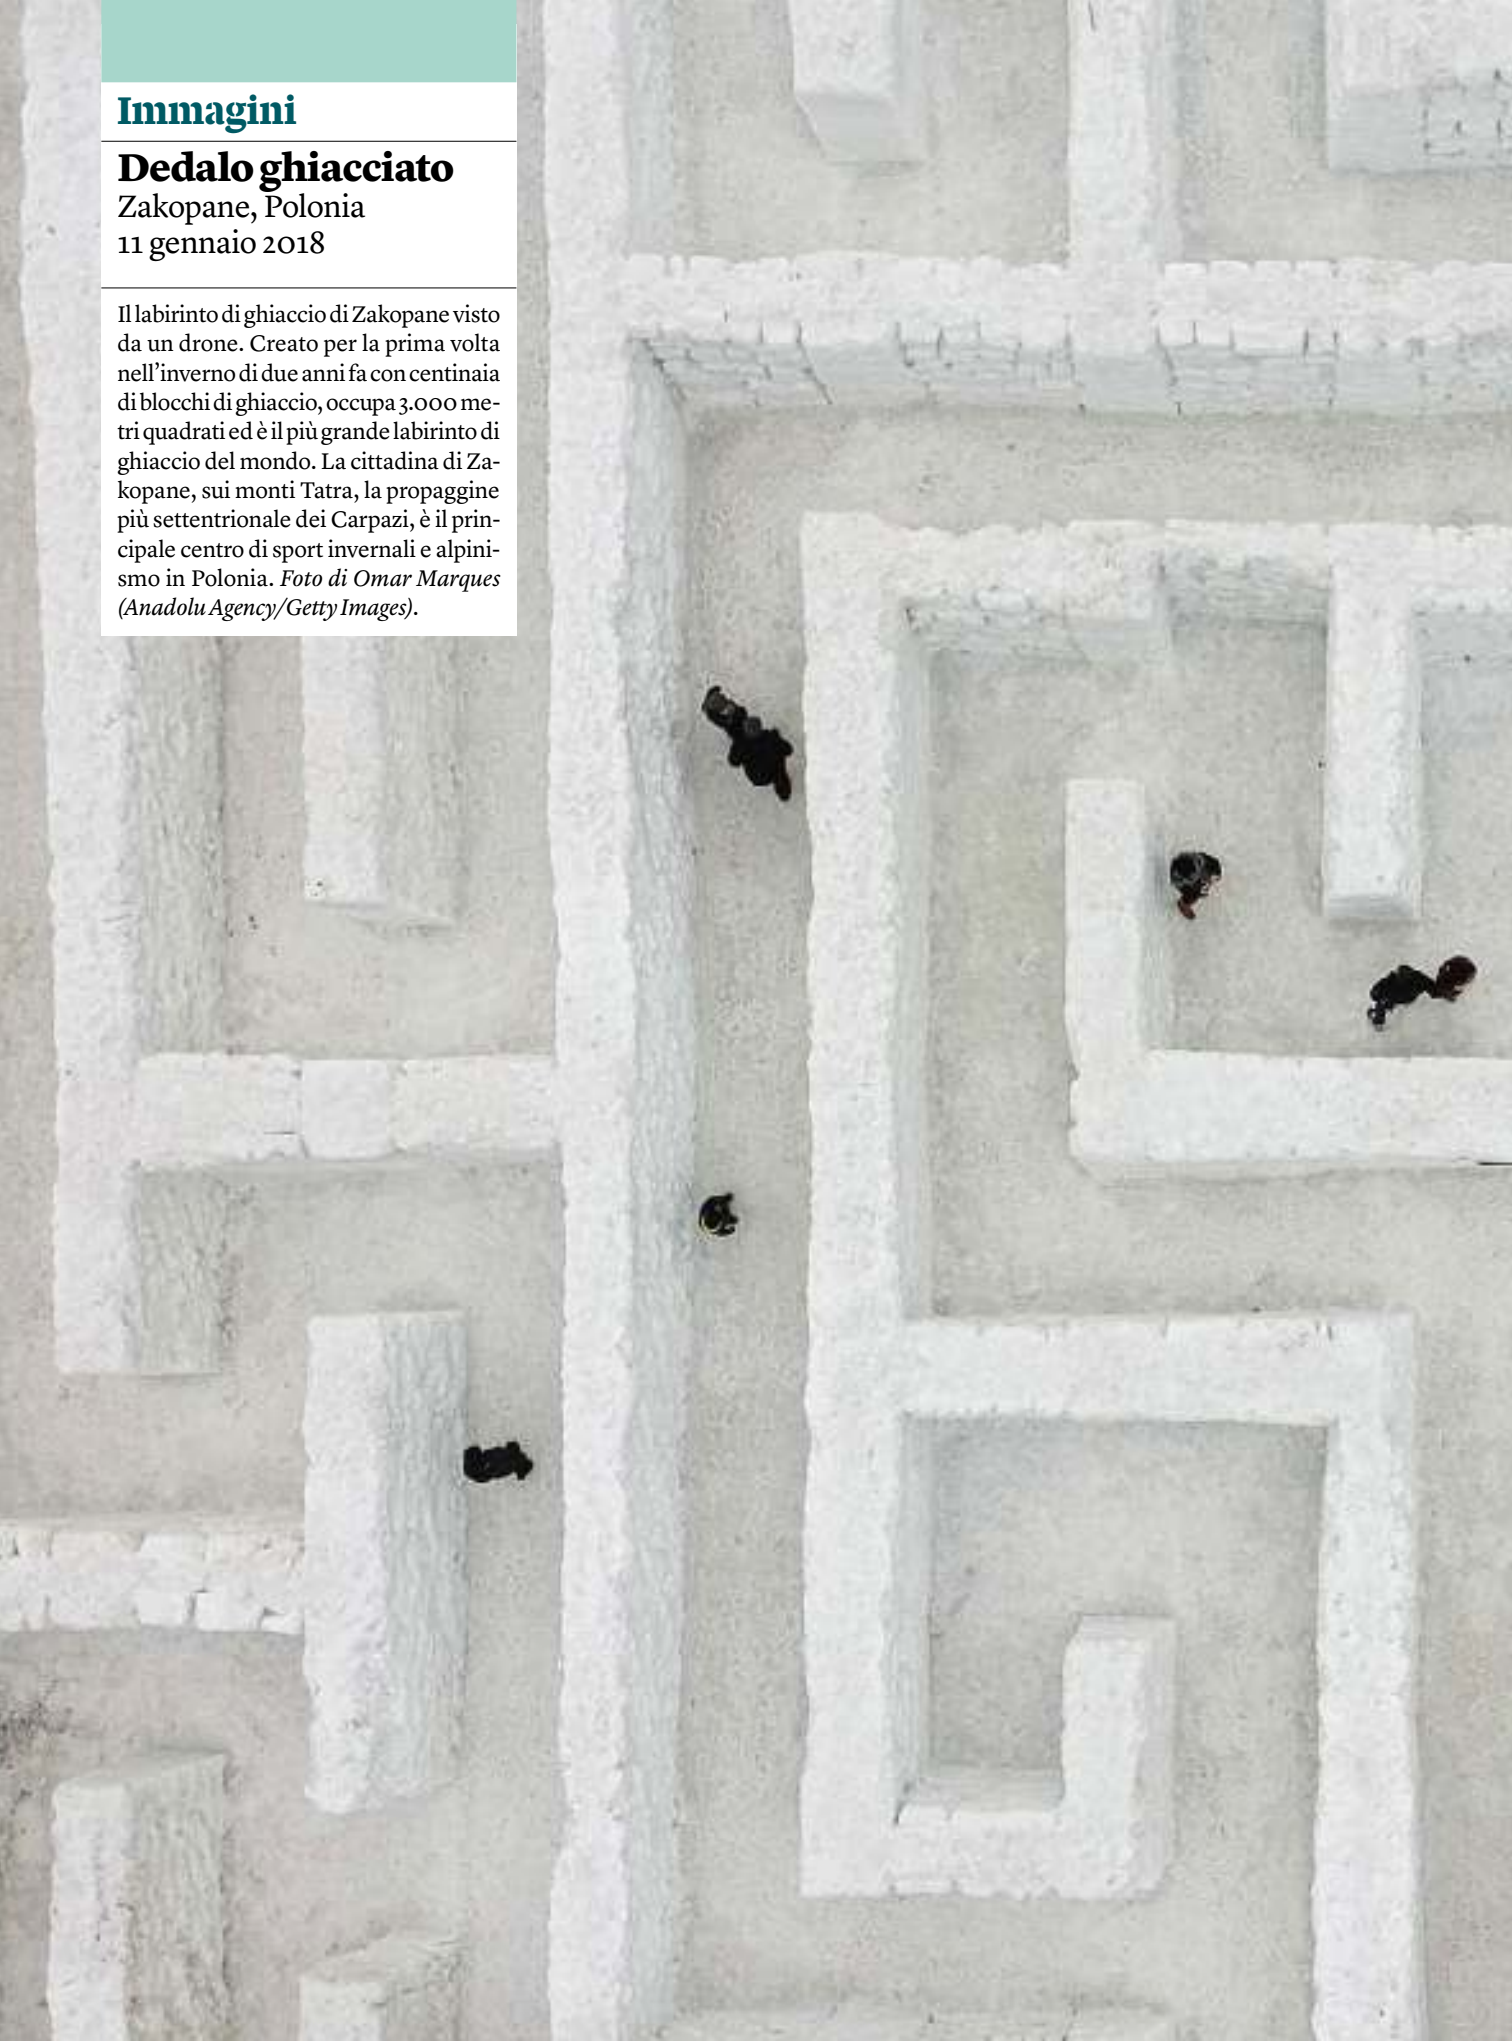 Immagini
Dedalo ghiacciato
Zakopane, Polonia
11 gennaio 2018
Il labirinto di ghiaccio di Zakopane visto
da un drone. Creato per la prima volta
nell’inverno di due anni fa con centinaia
di blocchi di ghiaccio, occupa 3.000 me-
tri quadrati ed è il più grande labirinto di
ghiaccio del mondo. La cittadina di Za-
kopane, sui monti Tatra, la propaggine
più settentrionale dei Carpazi, è il prin-
cipale centro di sport invernali e alpini-
smo in Polonia. Foto di Omar Marques
(Anadolu Agency/Getty Images).